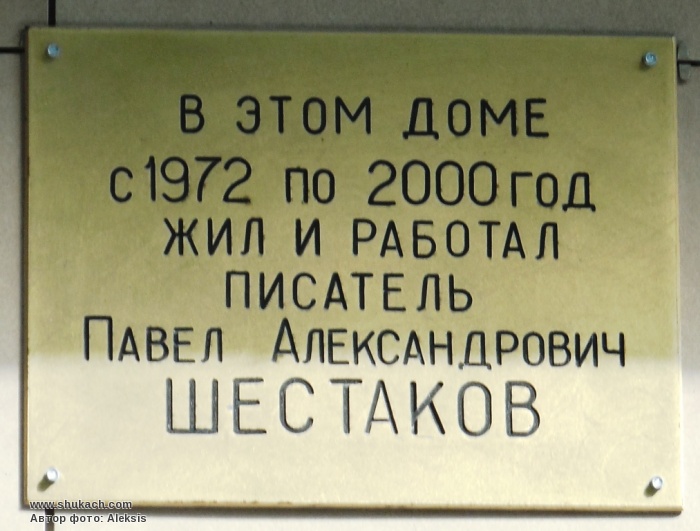 В ЭТОМ ДОМЕ
с 1972 по 2000 год
ЖИЛ И РАБОТАЛ
ПИСАТЕЛЬ
ПАВЕЛ АЛЕКСАНДРОВИЧ
ШЕСТАКОВ
www.shukach.com
Автор фото: Aleksis